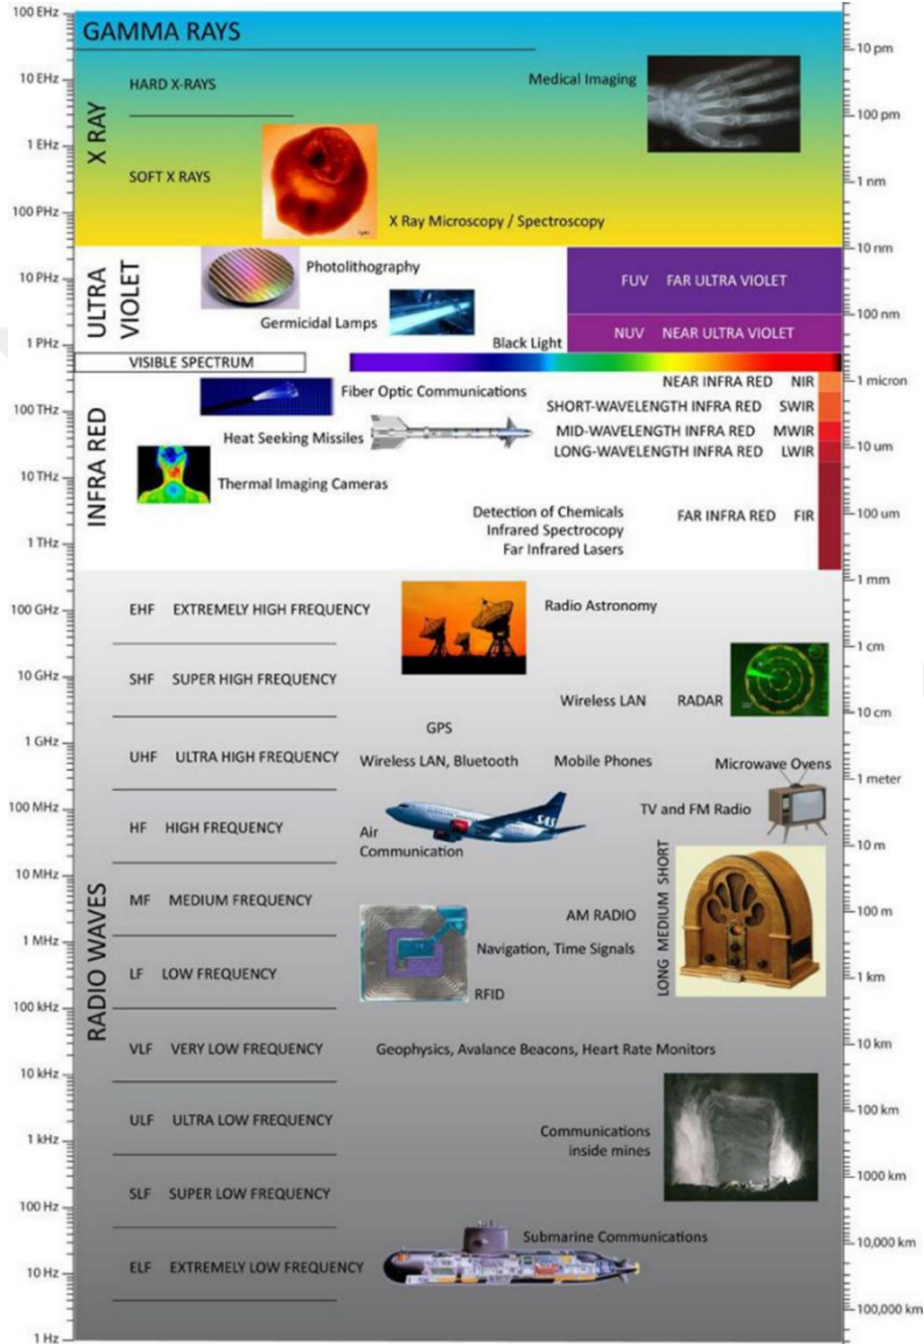 100 EHz
GAMMA RAYS
10 pm
10 EHz
HARD X-RAYS
Medical Imaging
100 pm
X RAY
1 EHz
SOFT X RAYS
1 nm
100 PHz
X Ray Microscopy / Spectroscopy
10 nm
ULTRA
VIOLET
Photolithography
10 PHz
FUV FAR ULTRA VIOLET
Germicidal Lamps
100 nm
NUV NEAR ULTRA VIOLET
1 PHz
Black Light
VISIBLE SPECTRUM
NEAR INFRA RED NIR
1 micron
Fiber Optic Communications
100 THz
SHORT-WAVELENGTH INFRA RED SWIR
INFRA RED
Heat Seeking Missiles
MID-WAVELENGTH INFRA RED MWIR
10 um
LONG-WAVELENGTH INFRA RED LWIR
10 THz
Thermal Imaging Cameras
Detection of Chemicals
Infrared Spectrocopy
Far Infrared Lasers
FAR INFRA RED FIR
100 um
1 THz
1 mm
100 GHz
EHF EXTREMELY HIGH FREQUENCY
Radio Astronomy
1 cm
10 GHz
SHF SUPER HIGH FREQUENCY
Wireless LAN RADAR
10 cm
GPS
1 GHz
UHF ULTRA HIGH FREQUENCY
Wireless LAN, Bluetooth
Mobile Phones
Microwave Ovens
1 meter
100 MHz
TV and FM Radio
HF HIGH FREQUENCY
SAS
Air
Communication
10 m
10 MHz
RADIO WAVES
LONG MEDIUM SHORT
MF MEDIUM FREQUENCY
AM RADIO
100 m
1 MHz
Navigation, Time Signals
LF LOW FREQUENCY
1 km
RFID
100 kHz
VLF VERY LOW FREQUENCY
Geophysics, Avalance Beacons, Heart Rate Monitors
10 km
10 kHz
100 km
ULF ULTRA LOW FREQUENCY
Communications
inside mines
1 kHz
1000 km
SLF SUPER LOW FREQUENCY
100 Hz
Submarine Communications
10,000 km
10 Hz
ELF EXTREMELY LOW FREQUENCY
100,000 km
1 Hz